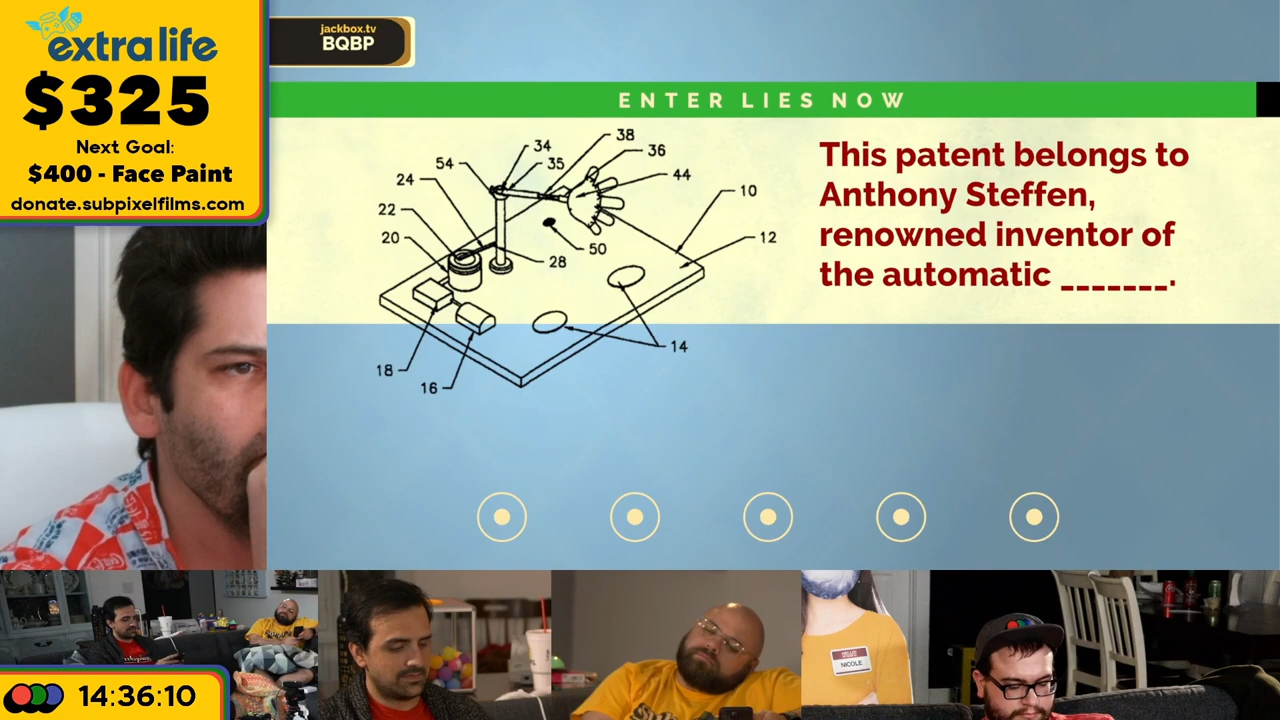 extralife
$325
Next Goal:
$400 - Face Paint
donate.subpixelfilms.com
jackbox.tv
BQBP
ENTER LIES NOW
This patent belongs to
Anthony Steffen,
renowned inventor of
the automatic _______.
38
34
36
54
35
44
24
10
22
20
50
12
28
14
18
16
NICOLE
14:36:10